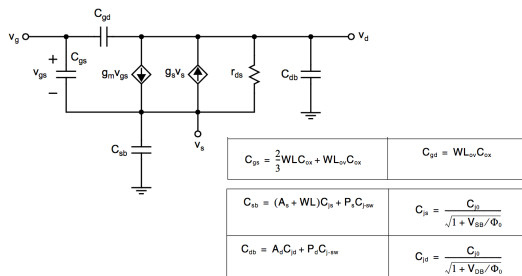 C_gd
v_g
v_d
+
C_gs
v_gs
g_m v_gs
g_s v_s
r_ds
C_db
−
v_s
C_sb
C_gs = 2/3 WLC_ox + WL_ov C_ox
C_gd = WL_ov C_ox
C_sb = (A_s + WL)C_js + P_s C_j-sw
C_js = C_j0 / √(1 + V_SB/Φ_0)
C_db = A_d C_jd + P_d C_j-sw
C_jd = C_j0 / √(1 + V_DB/Φ_0)